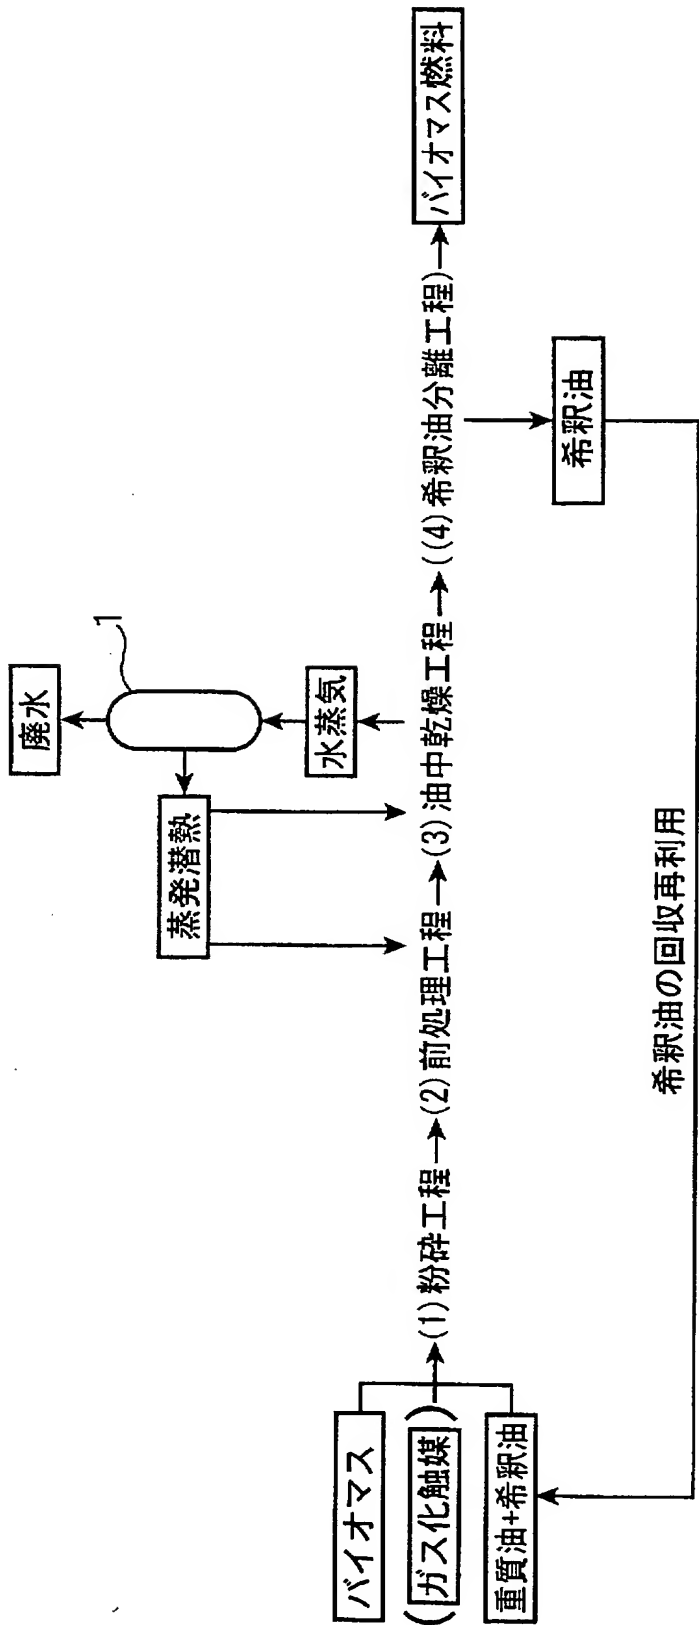 バイオマス
(ガス化触媒)
重質油+希釈油
(1)粉砕工程
(2)前処理工程
(3)油中乾燥工程
((4)希釈油分離工程)
バイオマス燃料
蒸発潜熱
廃水
1
水蒸気
希釈油
希釈油の回収再利用